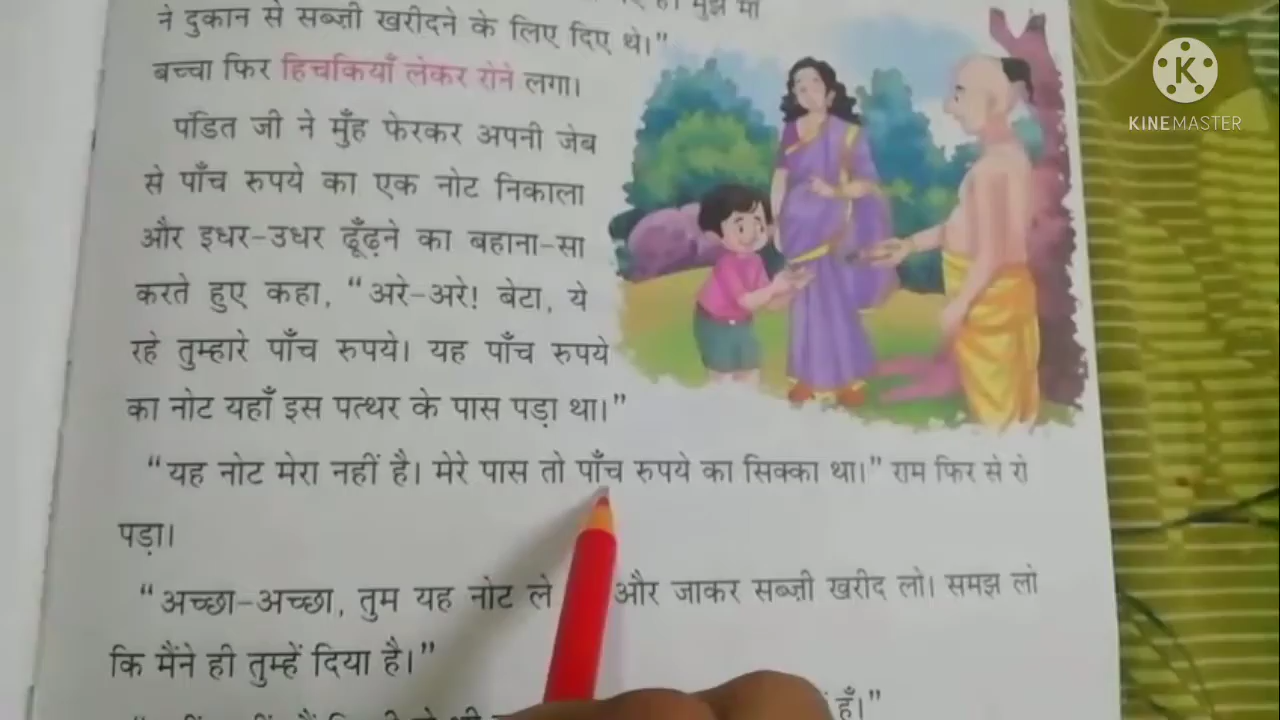 मुझे माँ
ने दुकान से सब्ज़ी खरीदने के लिए दिए थे।”
बच्चा फिर हिचकियाँ लेकर रोने लगा।
पंडित जी ने मुँह फेरकर अपनी जेब
से पाँच रुपये का एक नोट निकाला
और इधर-उधर ढूँढ़ने का बहाना-सा
करते हुए कहा, “अरे-अरे! बेटा, ये
रहे तुम्हारे पाँच रुपये। यह पाँच रुपये
का नोट यहाँ इस पत्थर के पास पड़ा था।”
“यह नोट मेरा नहीं है। मेरे पास तो पाँच रुपये का सिक्का था।” राम फिर से रो
पड़ा।
“अच्छा-अच्छा, तुम यह नोट ले और जाकर सब्ज़ी खरीद लो। समझ लो
कि मैंने ही तुम्हें दिया है।”
हूँ।”
KINEMASTER